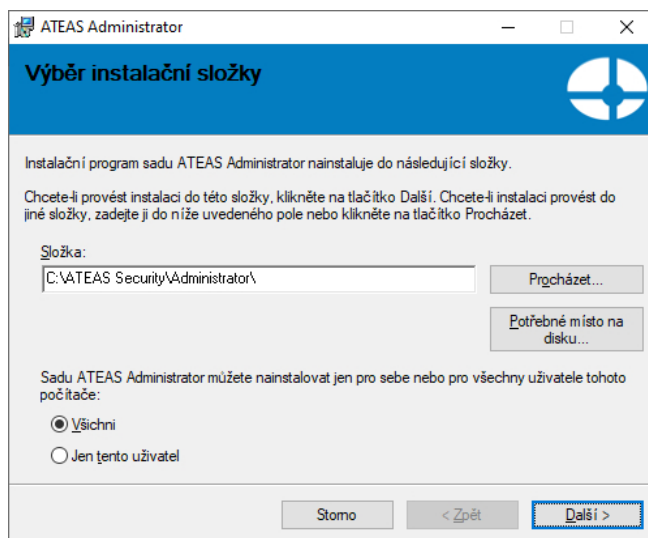 ATEAS Administrator
Výběr instalační složky
Instalační program sadu ATEAS Administrator nainstaluje do následující složky.
Chcete-li provést instalaci do této složky, klikněte na tlačítko Další. Chcete-li instalaci provést do
jiné složky, zadejte ji do níže uvedeného pole nebo klikněte na tlačítko Procházet.
Složka:
C:\ATEAS Security\Administrator\
Procházet...
Potřebné místo na
disku...
Sadu ATEAS Administrator můžete nainstalovat jen pro sebe nebo pro všechny uživatele tohoto
počítače:
Všichni
Jen tento uživatel
Storno
< Zpět
Další >